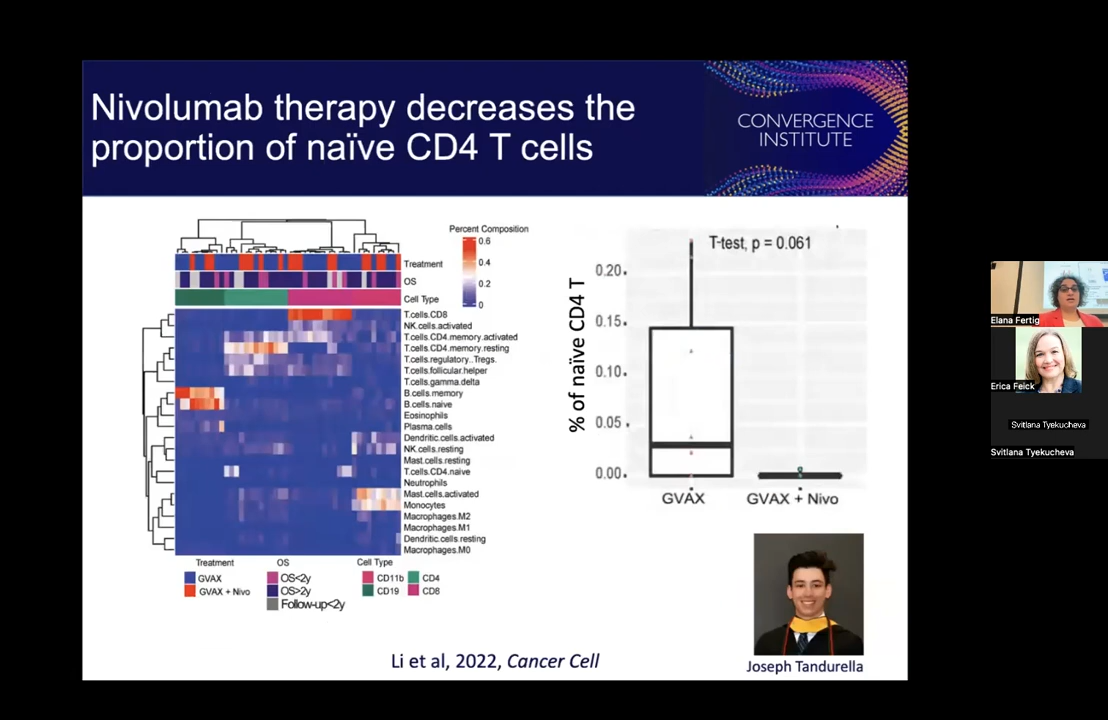 Nivolumab therapy decreases the
proportion of naïve CD4 T cells
CONVERGENCE
INSTITUTE
Percent Composition
0.6
0.4
0.2
0
Treatment
OS
Cell Type
T.cells.CD8
NK.cells.activated
T.cells.CD4.memory.activated
T.cells.CD4.memory.resting
T.cells.regulatory..Tregs.
T.cells.follicular.helper
T.cells.gamma.delta
B.cells.memory
B.cells.naive
Eosinophils
Plasma.cells
Dendritic.cells.activated
NK.cells.resting
Mast.cells.resting
T.cells.CD4.naive
Neutrophils
Mast.cells.activated
Monocytes
Macrophages.M2
Macrophages.M1
Dendritic.cells.resting
Macrophages.M0
Treatment
GVAX
GVAX + Nivo
OS
OS<2y
OS>2y
Follow-up<2y
Cell Type
CD11b
CD4
CD19
CD8
T-test, p = 0.061
% of naïve CD4 T
0.20
0.15
0.10
0.05
0.00
GVAX
GVAX + Nivo
Li et al, 2022, Cancer Cell
Joseph Tandurella
Elana Fertig
Erica Feick
Svitlana Tyekucheva
Svitlana Tyekucheva